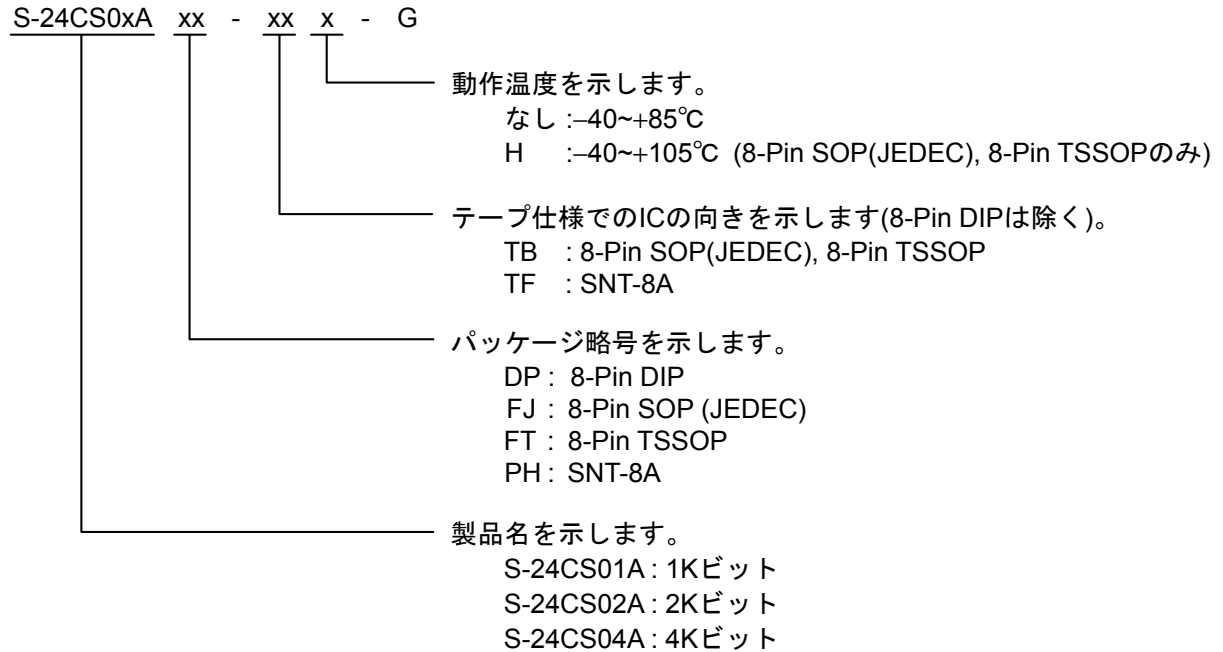 S-24CS0xA xx - xx x - G
動作温度を示します。
なし :−40~+85℃
H :−40~+105℃ (8-Pin SOP(JEDEC), 8-Pin TSSOPのみ)
テープ仕様でのICの向きを示します(8-Pin DIPは除く)。
TB : 8-Pin SOP(JEDEC), 8-Pin TSSOP
TF : SNT-8A
パッケージ略号を示します。
DP : 8-Pin DIP
FJ : 8-Pin SOP (JEDEC)
FT : 8-Pin TSSOP
PH : SNT-8A
製品名を示します。
S-24CS01A : 1Kビット
S-24CS02A : 2Kビット
S-24CS04A : 4Kビット